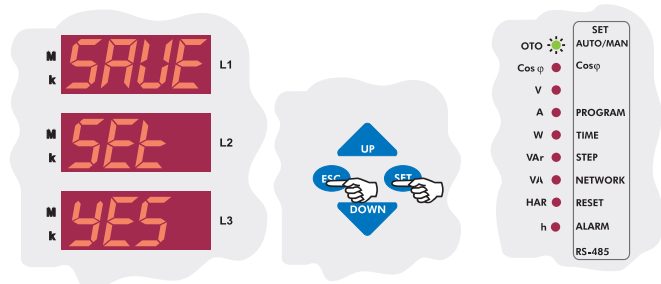 M
k
SAVE
L1
M
k
SEt
L2
M
k
YES
L3
UP
ESC
SET
DOWN
SET
OTO
AUTO/MAN
Cos φ
Cosφ
V
A
PROGRAM
W
TIME
VAr
STEP
VA
NETWORK
HAR
RESET
h
ALARM
RS-485